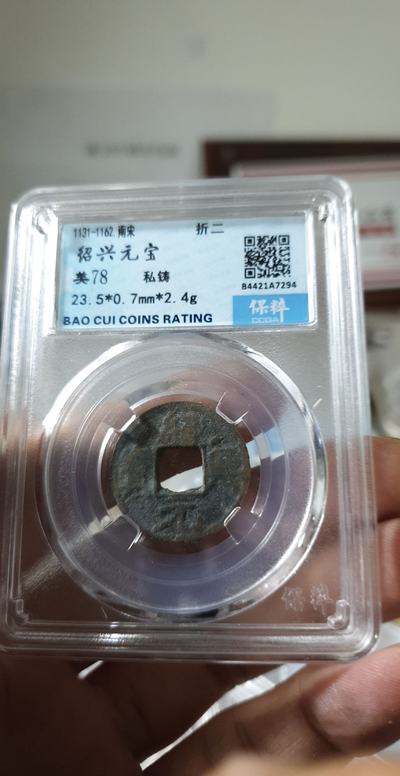 1131-1162.南宋 折二
绍兴元宝
美78 私铸
B4421A7294
23.5*0.7mm*2.4g
保粹
CCGA
BAO CUI COINS RATING